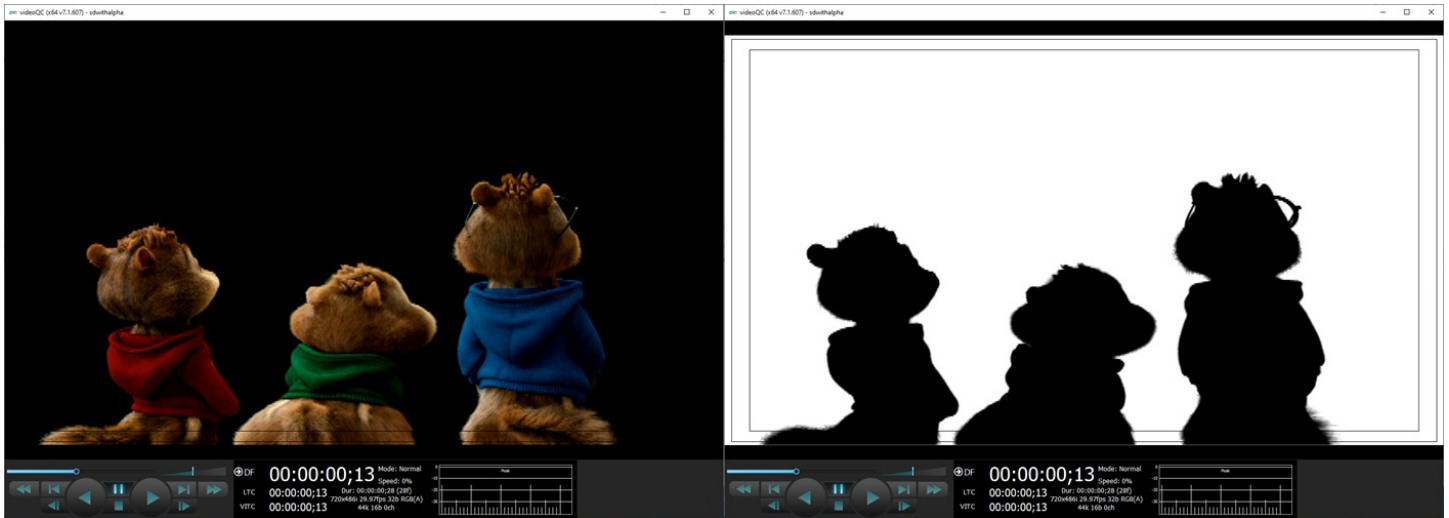 videoQC (x64 v7.1.607) - sdwithalpha
DF
00:00:00;13
Mode: Normal
Speed: 0%
LTC
00:00:00;13
Dur: 00:00:00;28 (28f)
720x486i 29.97fps 32b RGB(A)
VITC
00:00:00;13
44k 16b 0ch
Peak
videoQC (x64 v7.1.607) - sdwithalpha
DF
00:00:00;13
Mode: Normal
Speed: 0%
LTC
00:00:00;13
Dur: 00:00:00;28 (28f)
720x486i 29.97fps 32b RGB(A)
VITC
00:00:00;13
44k 16b 0ch
Peak